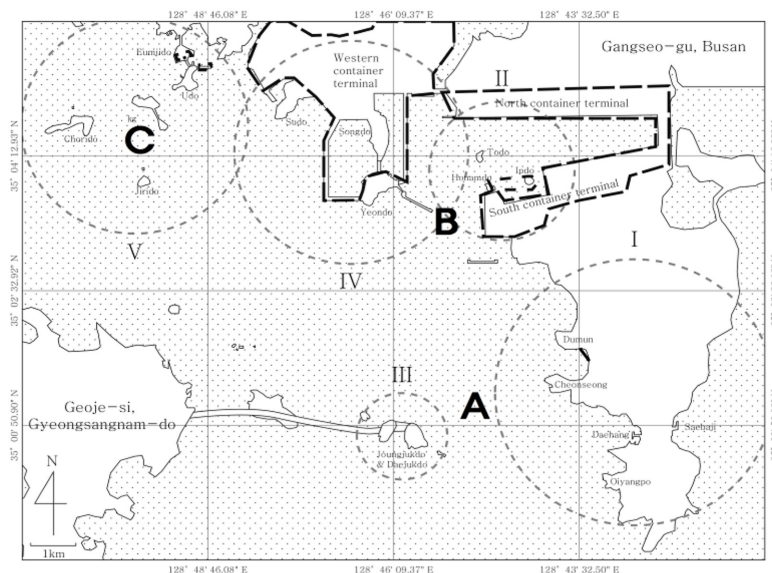 128° 48' 46.08" E
128° 46' 09.37" E
128° 43' 32.50" E
Gangseo-gu, Busan
Eumjido
Western
container
terminal
II
North container terminal
Udo
kg
Chorido
C
Sudo
Songdo
Todo
Honamdo
Ipdo
Jirido
South container terminal
Yeondo
B
I
V
IV
35° 04' 12.93" N
35° 02' 32.92" N
35° 00' 50.90" N
Dumun
III
Cheonseong
A
Geoje-si,
Gyeongsangnam-do
Daehang
Saebaji
Joungjukdo
& Daejukdo
Oiyangpo
N
1km
128° 48' 46.08" E
128° 46' 09.37" E
128° 43' 32.50" E